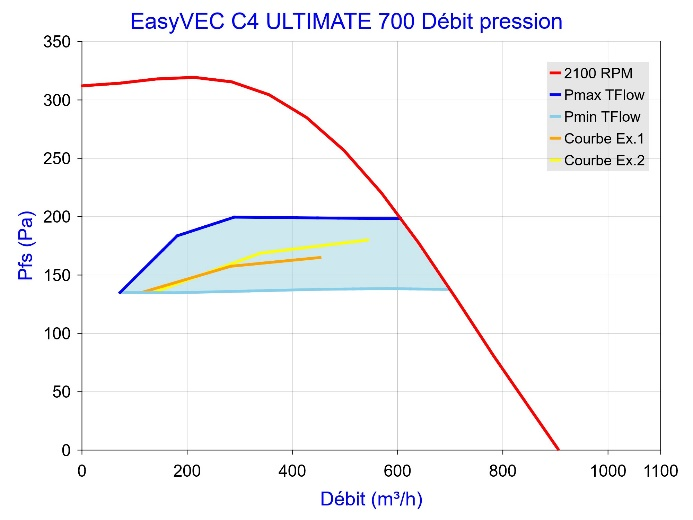 EasyVEC C4 ULTIMATE 700 Débit pression
350
300
250
200
150
100
50
0
Pfs (Pa)
2100 RPM
Pmax TFlow
Pmin TFlow
Courbe Ex.1
Courbe Ex.2
0 200 400 600 800 1000 1100
Débit (m³/h)